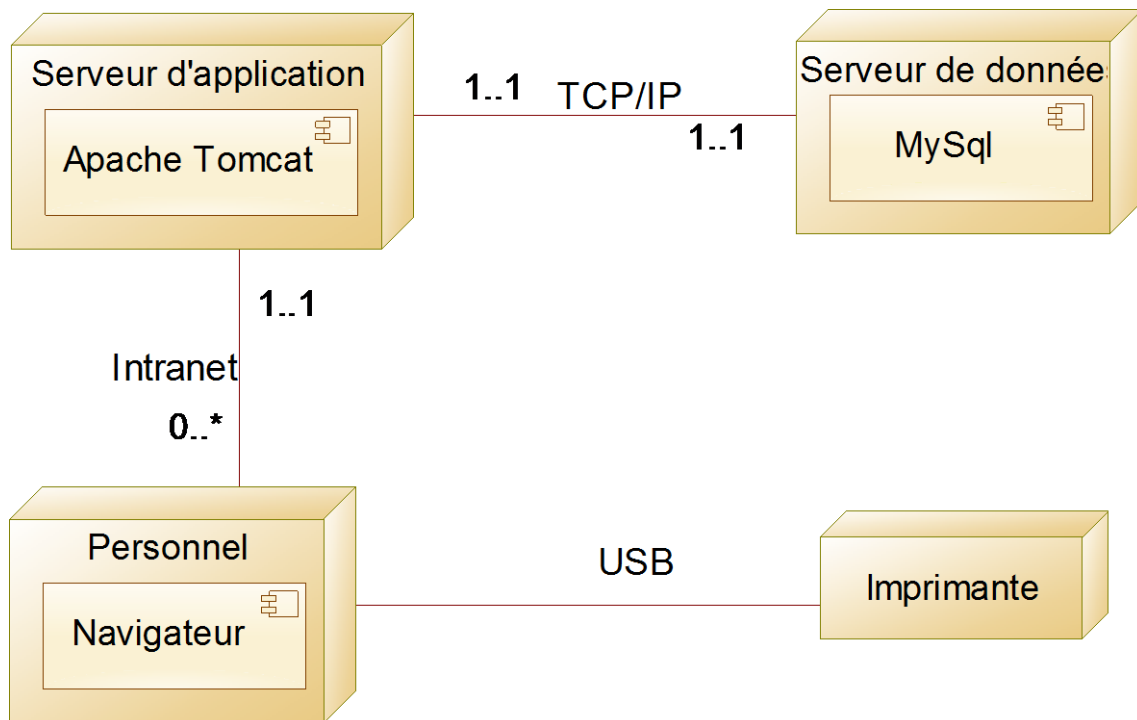 Serveur d'application
Apache Tomcat
1..1
TCP/IP
1..1
Serveur de donnée
MySql
1..1
Intranet
0..*
Personnel
Navigateur
USB
Imprimante